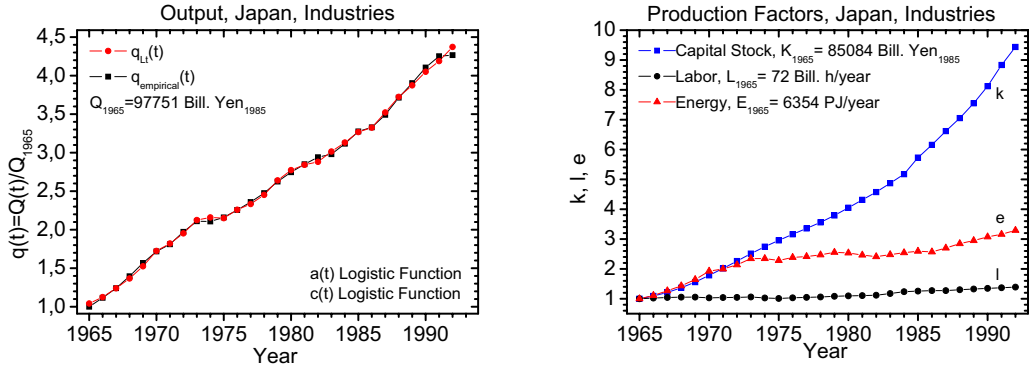 Output, Japan, Industries
4,5
4,0
3,5
3,0
2,5
2,0
1,5
1,0
q(t)=Q(t)/Q1965
qLt(t)
qempirical(t)
Q1965=97751 Bill. Yen1985
a(t) Logistic Function
c(t) Logistic Function
1965 1970 1975 1980 1985 1990
Year
Production Factors, Japan, Industries
10
9
8
7
6
5
4
3
2
1
0
k, l, e
Capital Stock, K1965= 85084 Bill. Yen1985
Labor, L1965= 72 Bill. h/year
Energy, E1965= 6354 PJ/year
k
e
l
1965 1970 1975 1980 1985 1990
Year